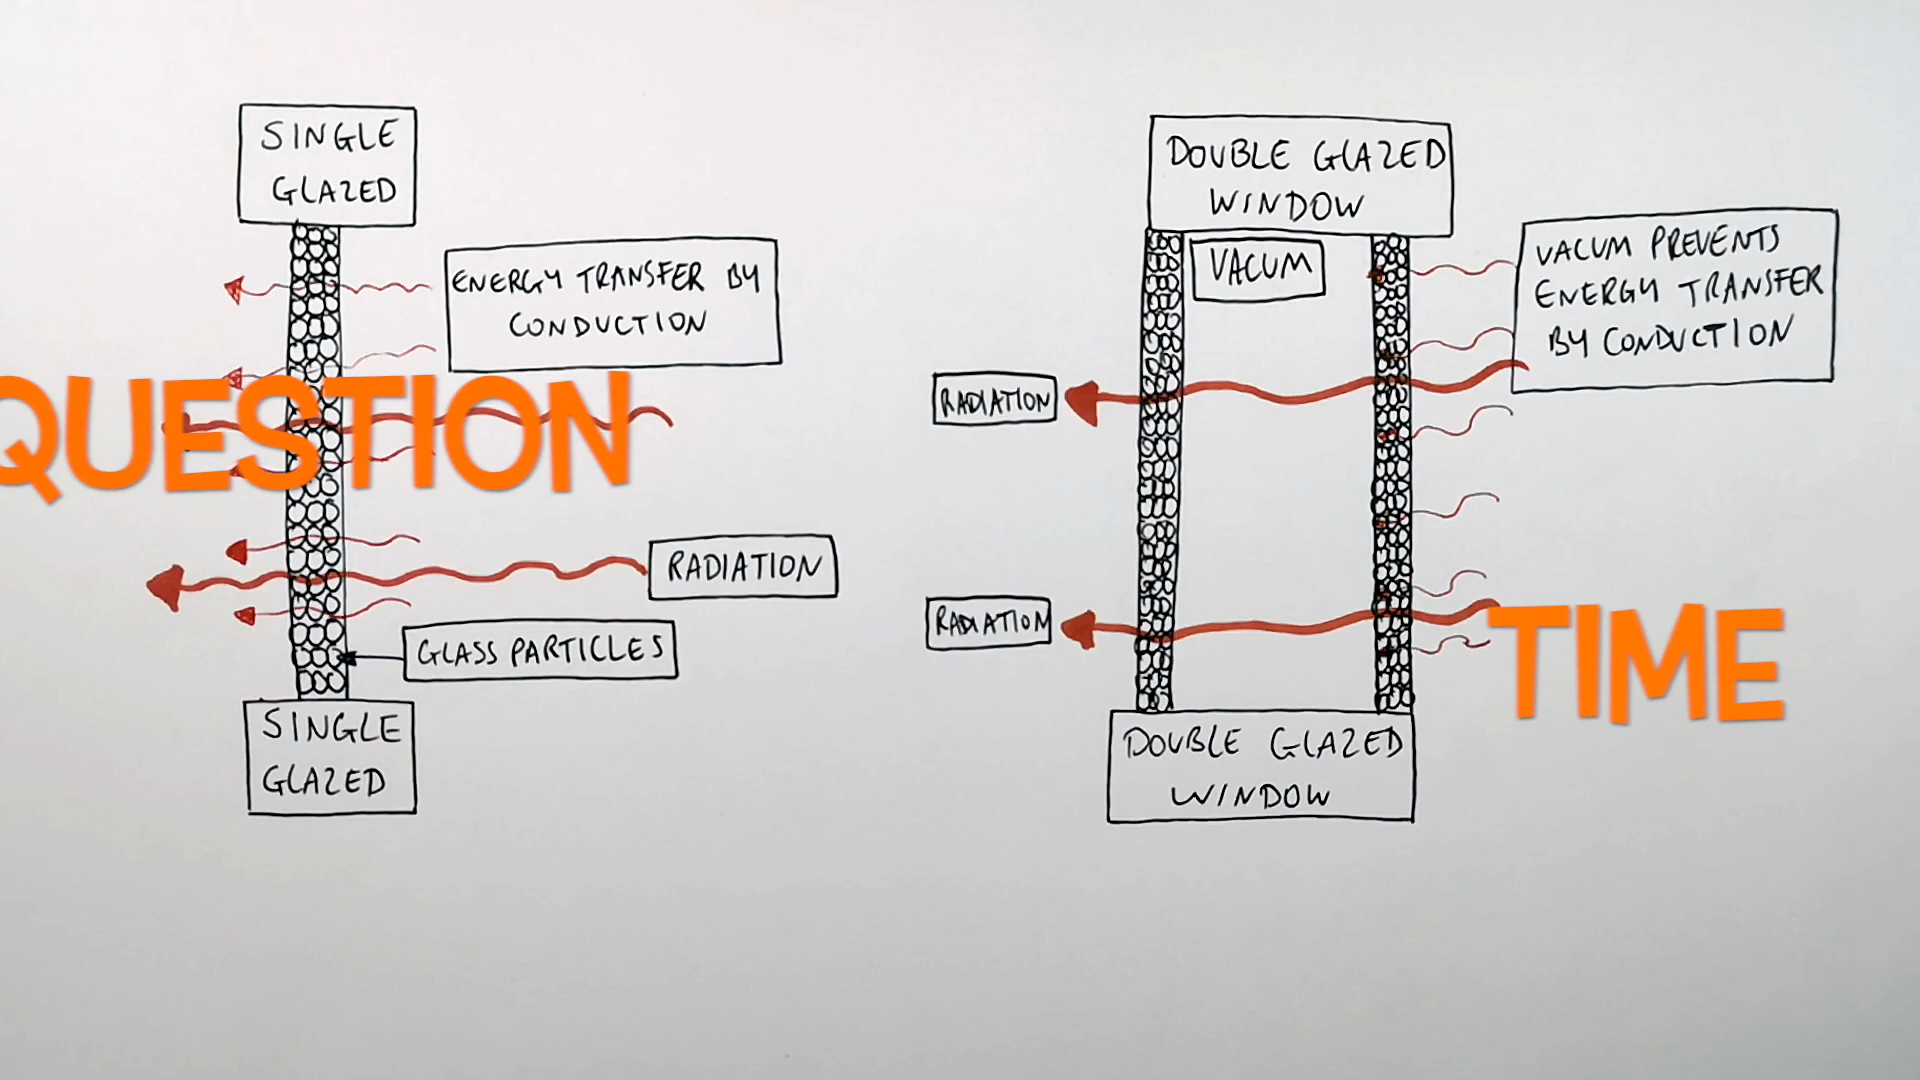 SINGLE
GLAZED
ENERGY TRANSFER BY
CONDUCTION
QUESTION
RADIATION
GLASS PARTICLES
SINGLE
GLAZED
DOUBLE GLAZED
WINDOW
VACUM
VACUM PREVENTS
ENERGY TRANSFER
BY CONDUCTION
RADIATION
RADIATION
TIME
DOUBLE GLAZED
WINDOW